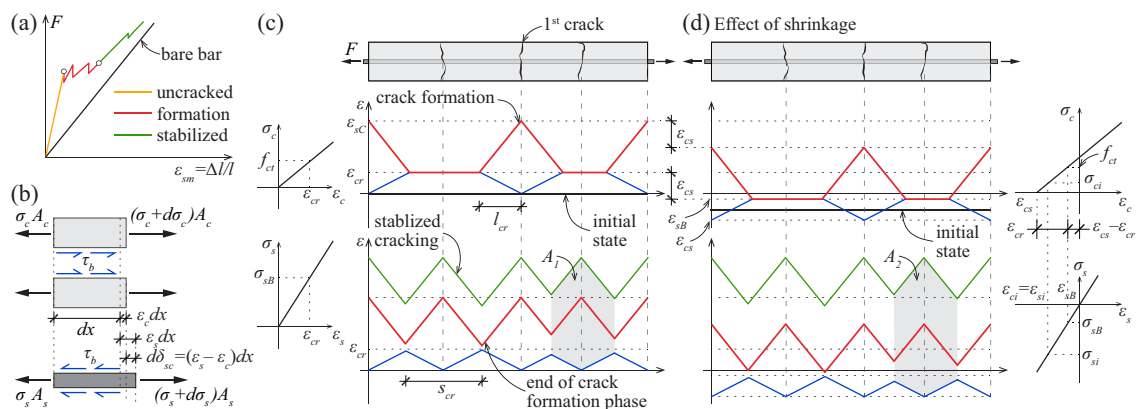 (a)
F
bare bar
uncracked
formation
stabilized
ε_sm=Δl/l
(b)
σ_c A_c
(σ_c+dσ_c)A_c
τ_b
dx
ε_c dx
ε_s dx
τ_b
dδ_sc=(ε_s−ε_c)dx
σ_s A_s
(σ_s+dσ_s)A_s
(c)
1st crack
F
crack formation
ε
ε_sC
σ_c
f_ct
ε_cr
ε_cr
ε_c
l_cr
initial
state
ε_cs
ε_cs
stablized
cracking
ε
A_1
σ_s
σ_sB
ε_cr
ε_cr
ε_s
s_cr
end of crack
formation phase
(d) Effect of shrinkage
ε_sB
ε_cs
initial
state
A_2
σ_c
f_ct
σ_ci
ε_cs
ε_c
ε_cr
ε_cs−ε_cr
σ_s
ε_ci=ε_si
ε_sB
ε_s
σ_sB
σ_si